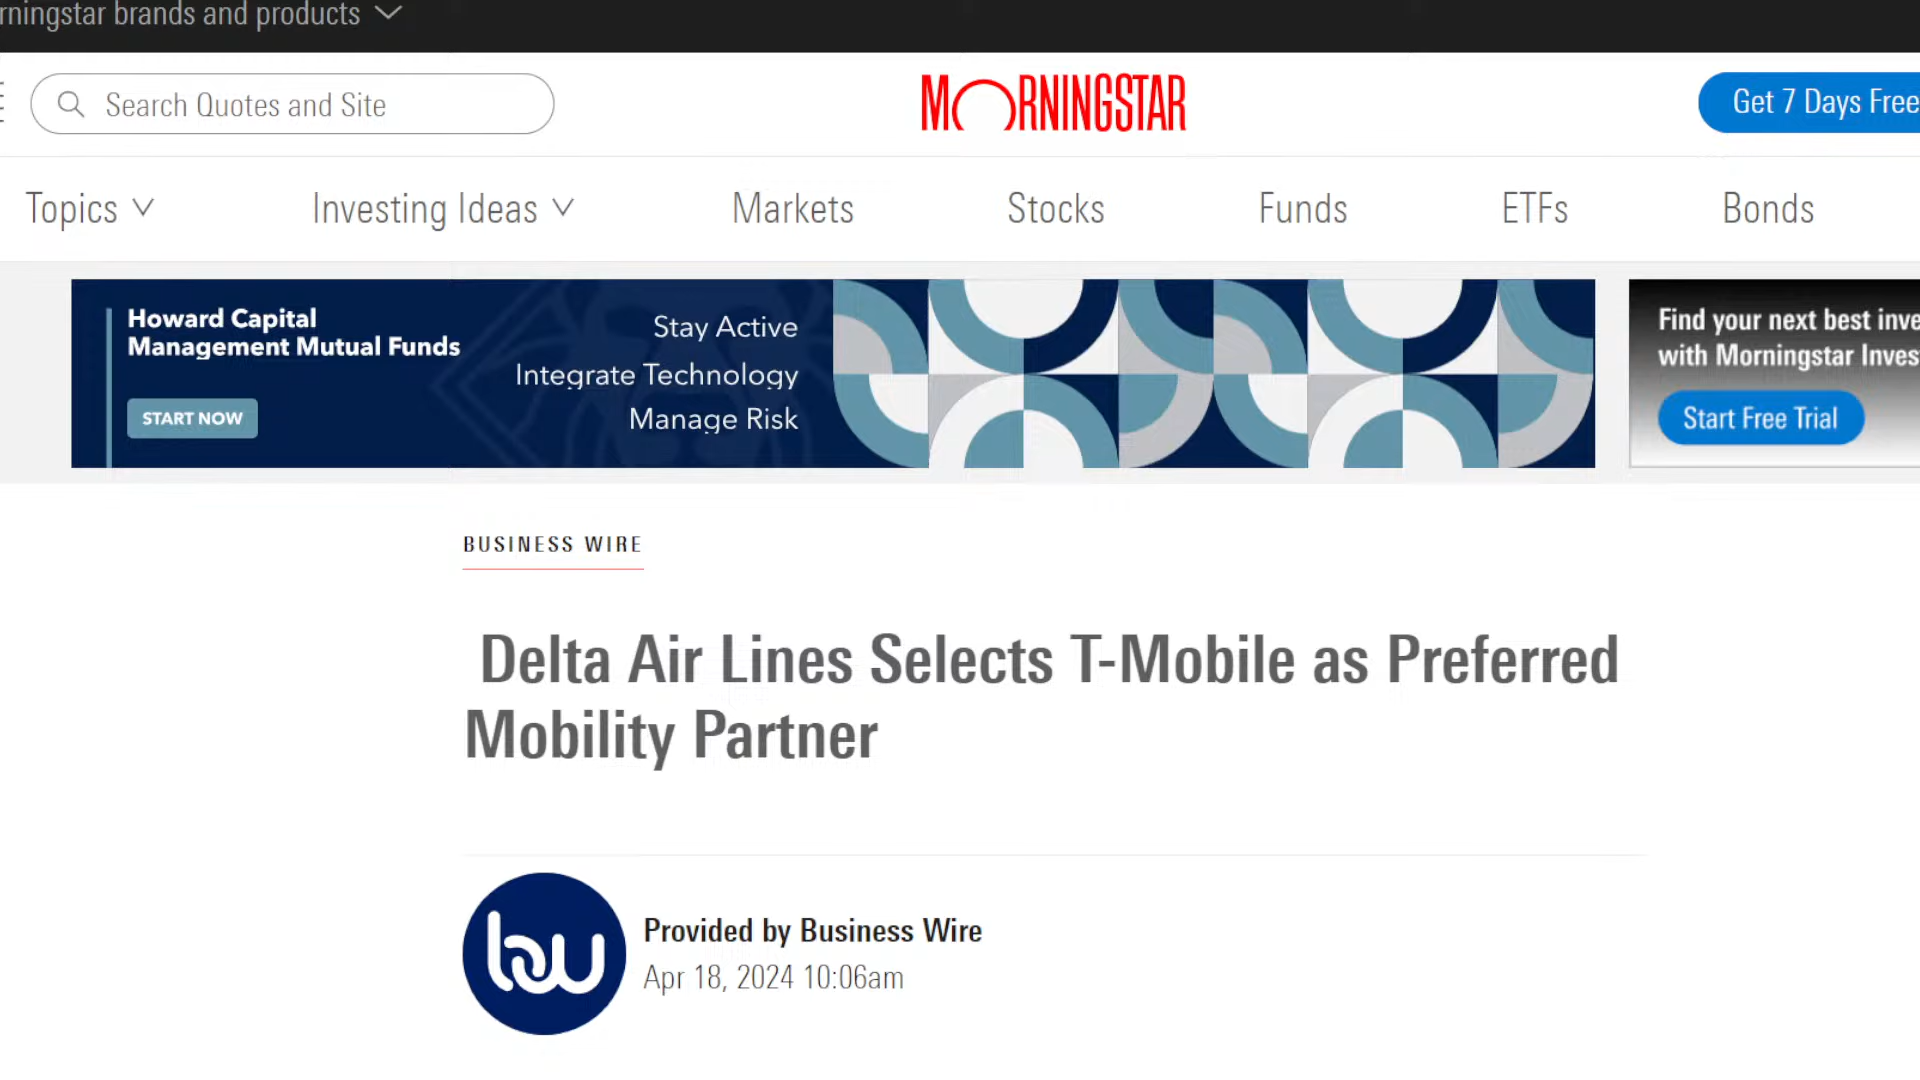 rningstar brands and products
Search Quotes and Site
MORNINGSTAR
Get 7 Days Free
Topics
Investing Ideas
Markets
Stocks
Funds
ETFs
Bonds
Howard Capital
Management Mutual Funds
START NOW
Stay Active
Integrate Technology
Manage Risk
Find your next best inve
with Morningstar Inves
Start Free Trial
BUSINESS WIRE
Delta Air Lines Selects T-Mobile as Preferred
Mobility Partner
bw
Provided by Business Wire
Apr 18, 2024 10:06am